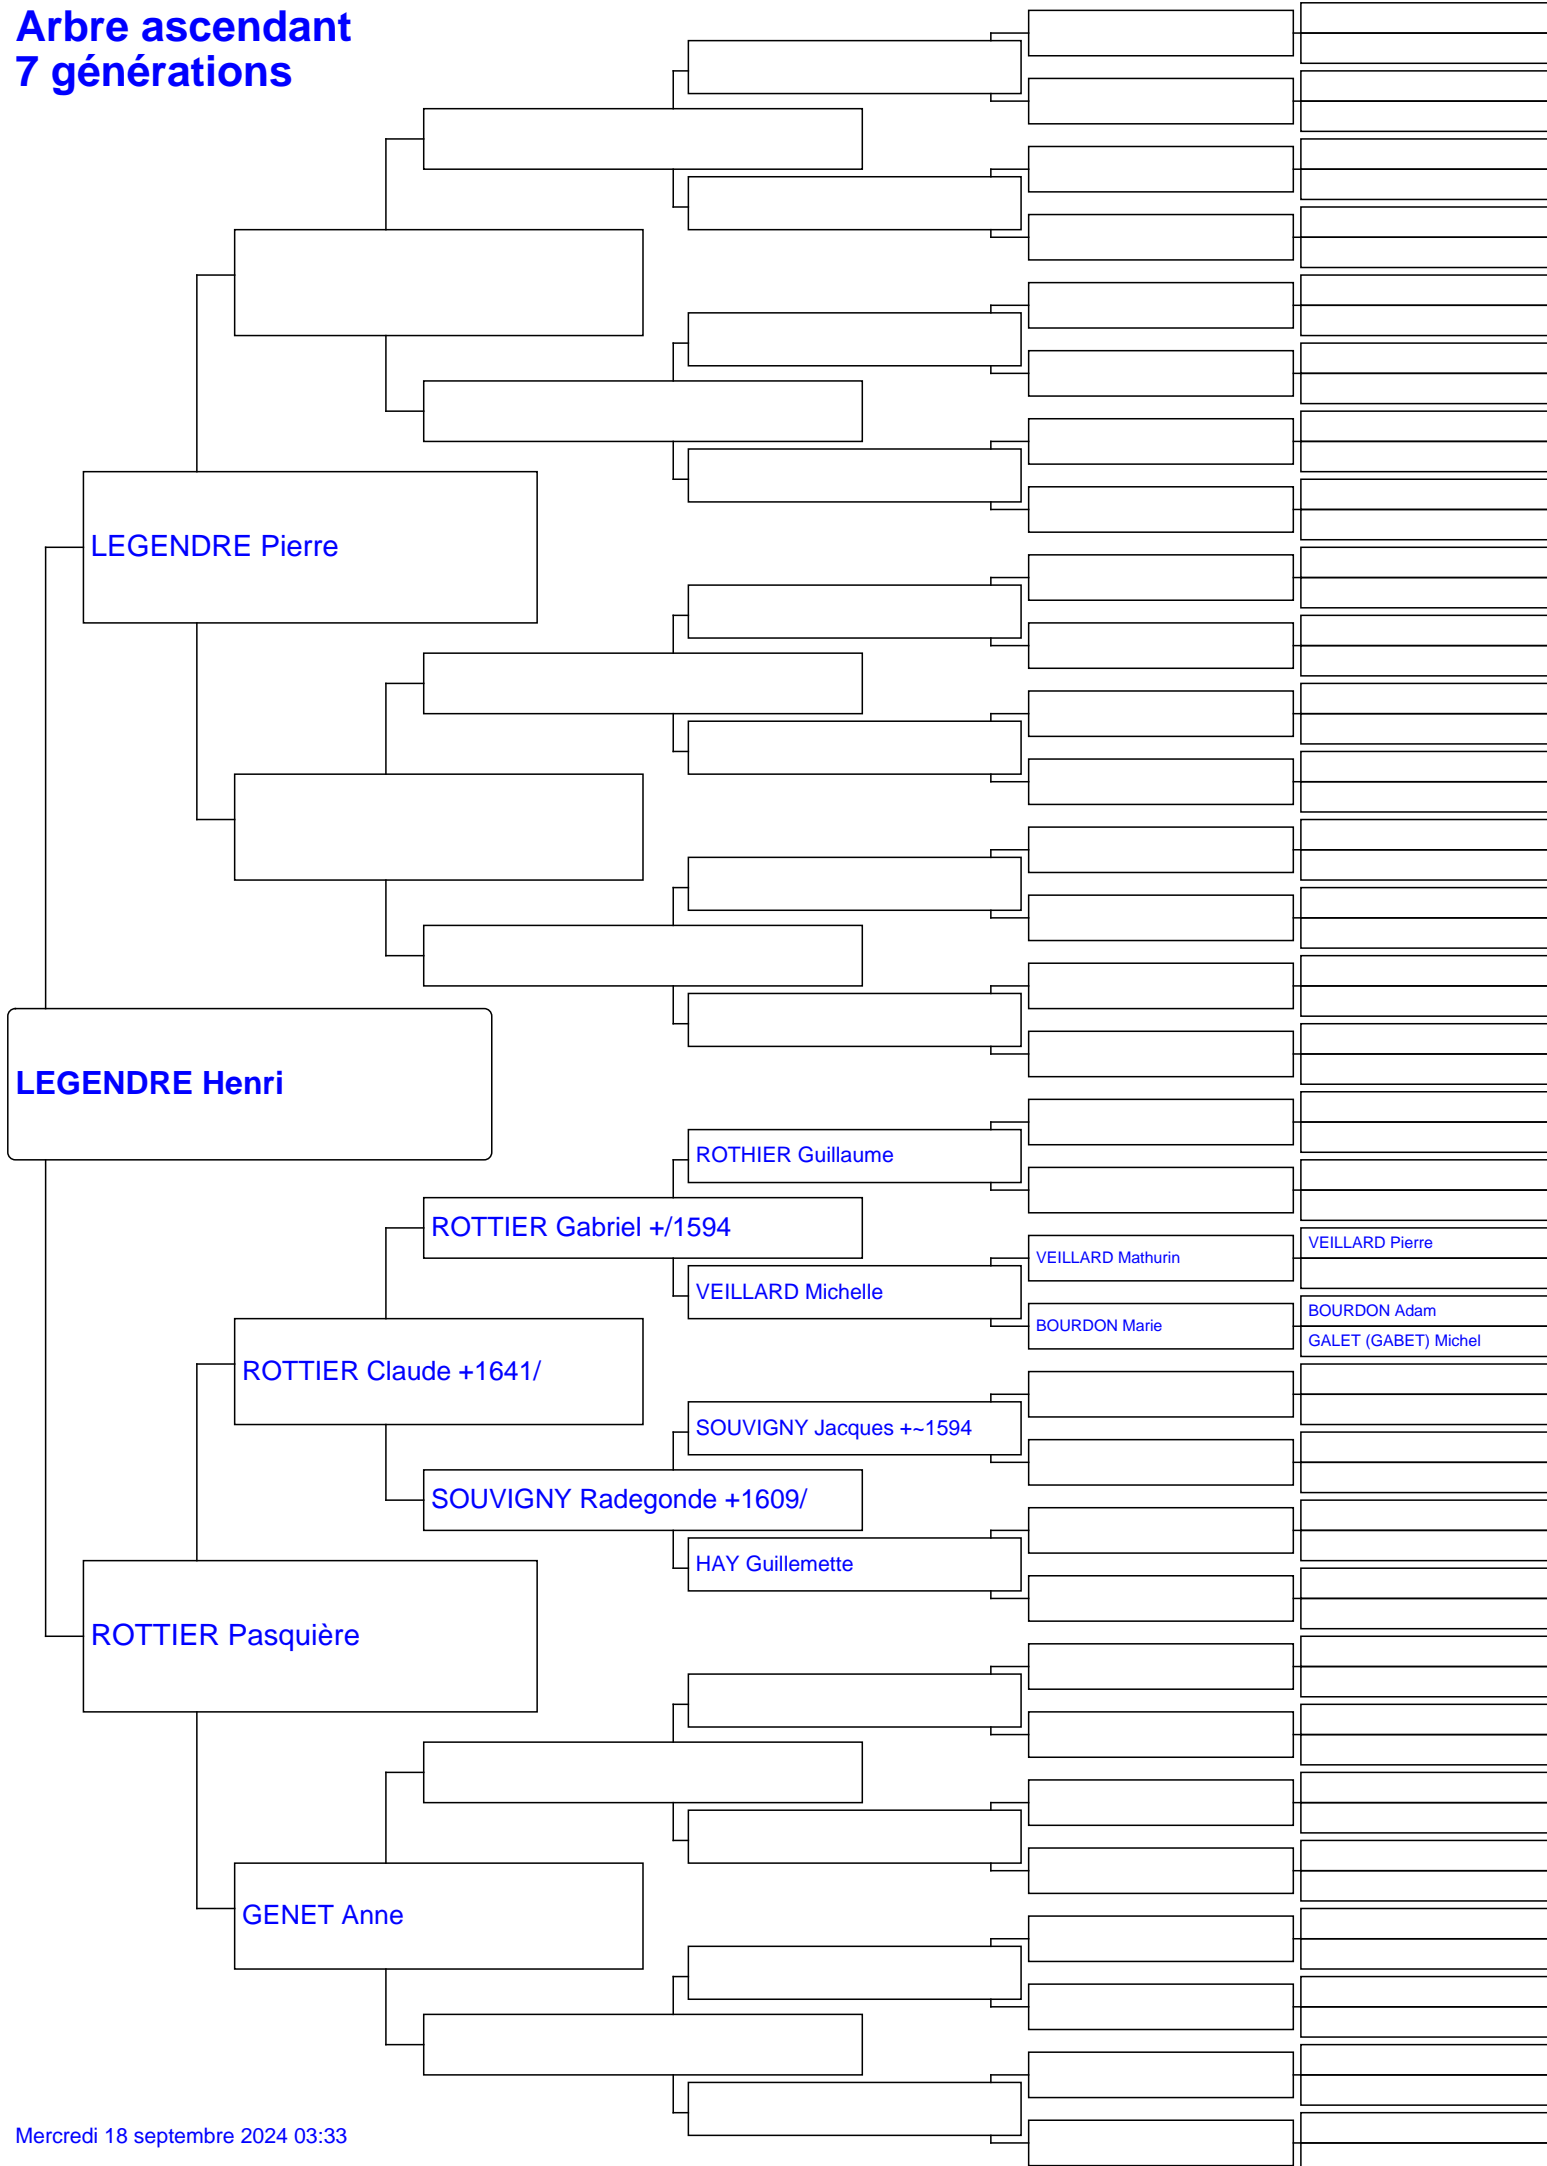 Arbre ascendant
7 générations
LEGENDRE Pierre
LEGENDRE Henri
ROTHIER Guillaume
ROTTIER Gabriel +/1594
VEILLARD Pierre
VEILLARD Mathurin
VEILLARD Michelle
BOURDON Adam
BOURDON Marie
GALET (GABET) Michel
ROTTIER Claude +1641/
SOUVIGNY Jacques +~1594
SOUVIGNY Radegonde +1609/
HAY Guillemette
ROTTIER Pasquière
GENET Anne
Mercredi 18 septembre 2024 03:33